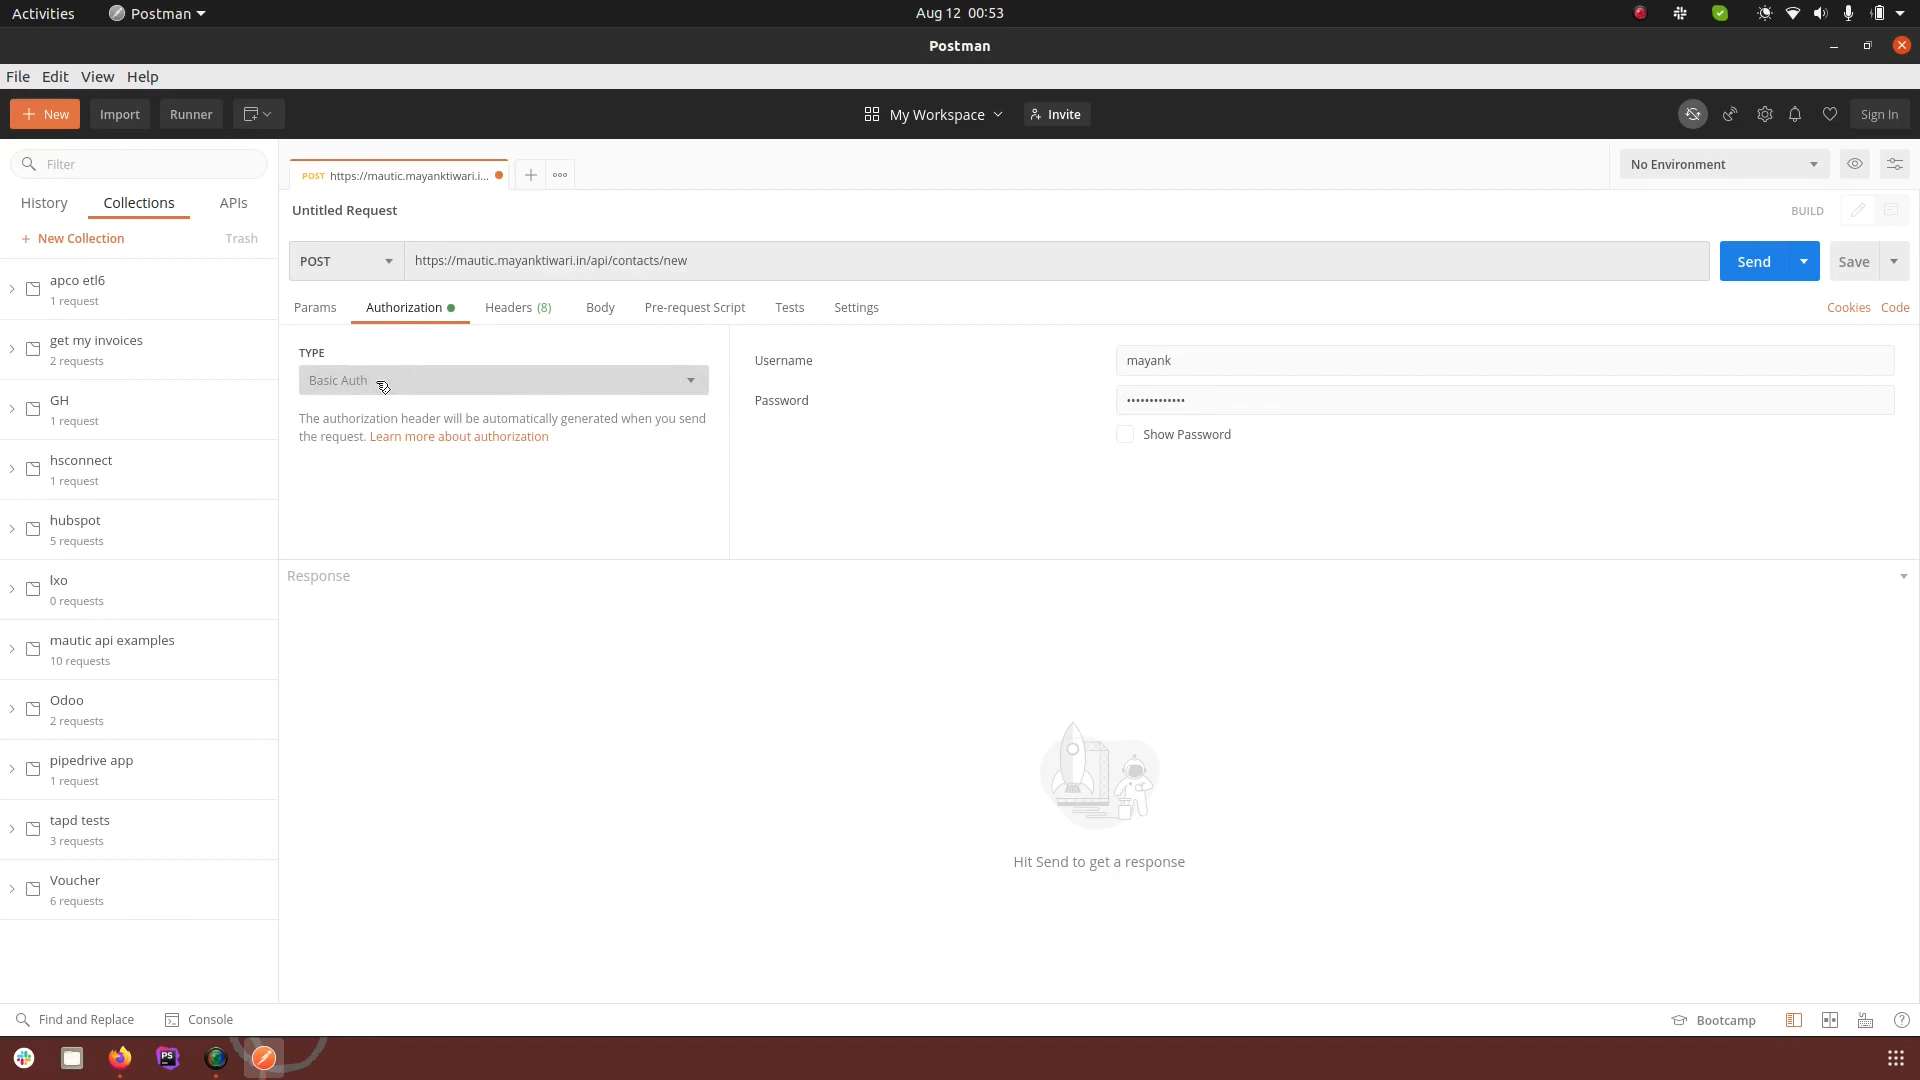 Activities
Postman
Aug 12 00:53
Postman
File Edit View Help
New
Import
Runner
My Workspace
Invite
Sign In
Filter
POST https://mautic.mayanktiwari.i...
No Environment
History
Collections
APIs
Untitled Request
BUILD
+ New Collection
Trash
POST
https://mautic.mayanktiwari.in/api/contacts/new
Send
Save
apco etl6
1 request
Params
Authorization
Headers (8)
Body
Pre-request Script
Tests
Settings
Cookies
Code
get my invoices
2 requests
TYPE
Basic Auth
The authorization header will be automatically generated when you send
the request. Learn more about authorization
Username
mayank
Password
•••••••••••••
Show Password
GH
1 request
hsconnect
1 request
hubspot
5 requests
lxo
0 requests
mautic api examples
10 requests
Odoo
2 requests
pipedrive app
1 request
tapd tests
3 requests
Voucher
6 requests
Response
Hit Send to get a response
Find and Replace
Console
Bootcamp
PS